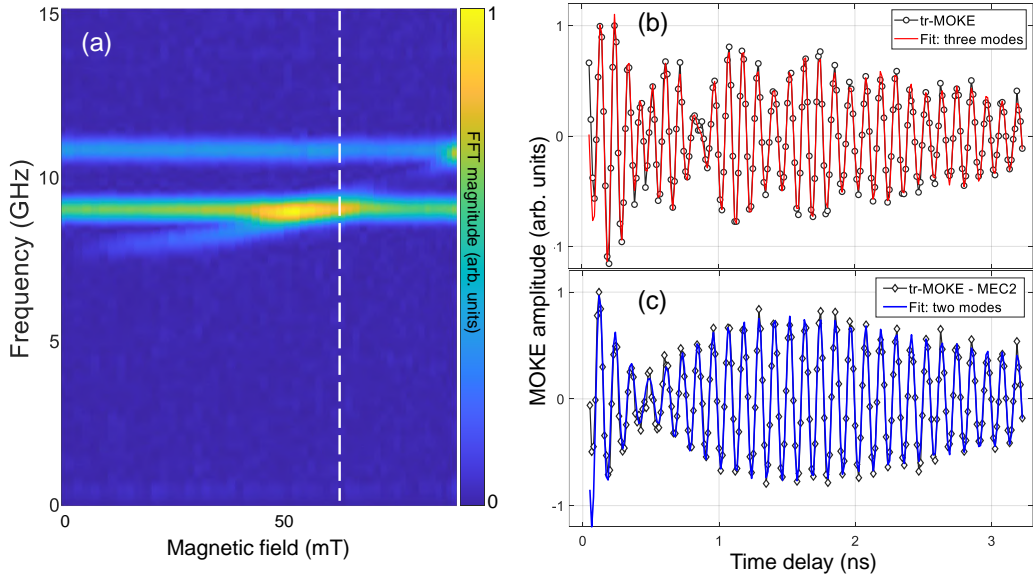 (a)
15
10
5
0
Frequency (GHz)
0
50
Magnetic field (mT)
1
FFT magnitude (arb. units)
0
(b)
tr-MOKE
Fit: three modes
1
0
-1
MOKE amplitude (arb. units)
(c)
tr-MOKE - MEC2
Fit: two modes
1
0
-1
0
1
2
3
Time delay (ns)